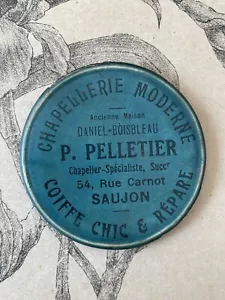 CHAPELLERIE MODERNE
Ancienne Maison
DANIEL-BOISBLEAU
P. PELLETIER
Chapelier-Spécialiste, Succr
54, Rue Carnot
SAUJON
COIFFE CHIC & RÉPARE